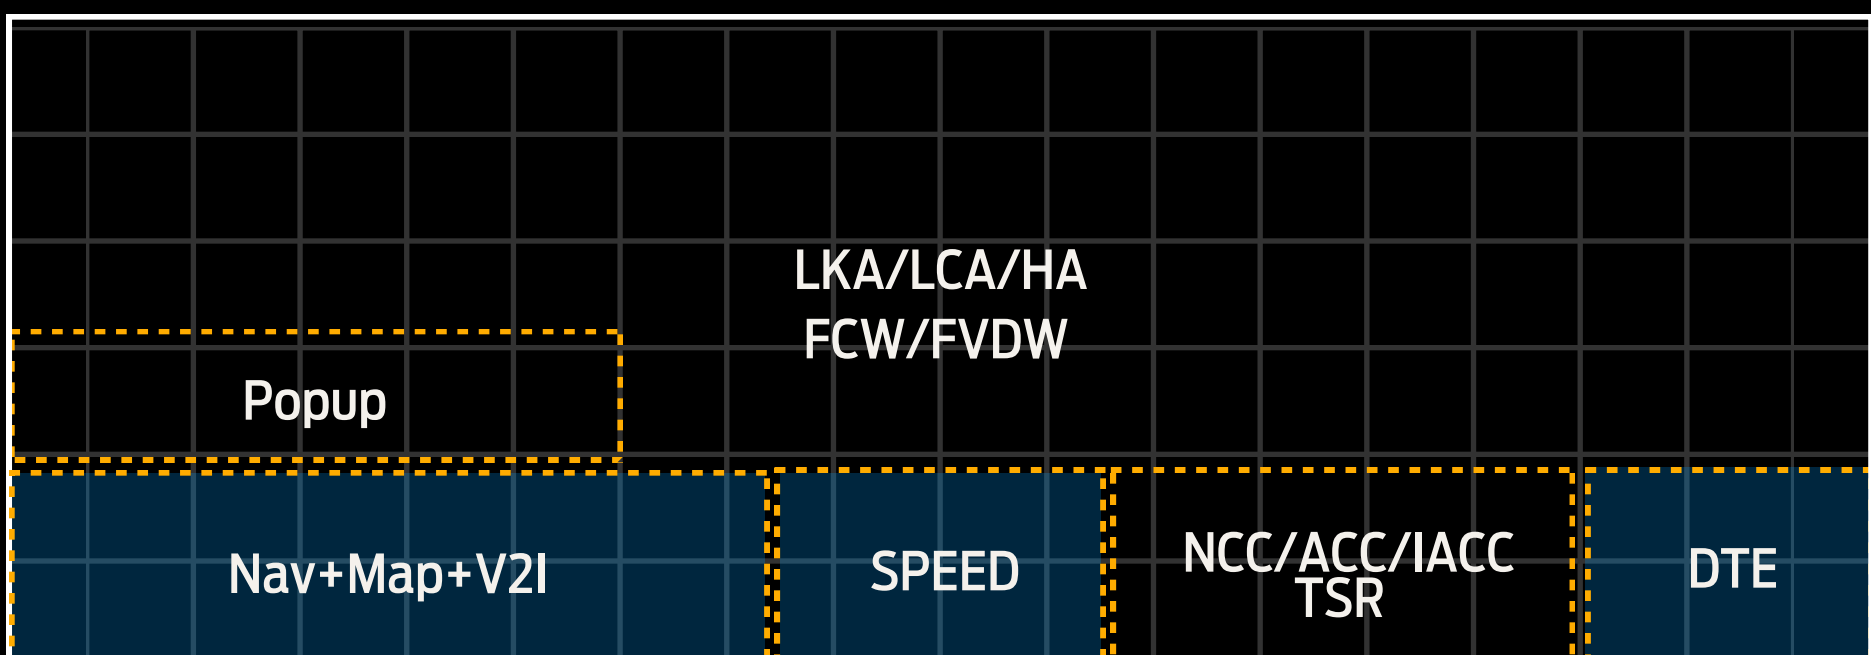 LKA/LCA/HA
FCW/FVDW
Popup
Nav+Map+V2I
SPEED
NCC/ACC/IACC
TSR
DTE